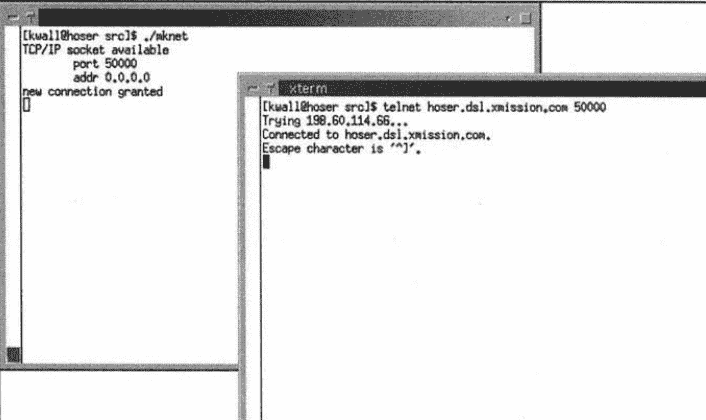 [kwall@hoser src]$ ./mknet
TCP/IP socket available
port 50000
addr 0.0.0.0
new connection granted
xterm
[kwall@hoser src]$ telnet hoser.dsl.xmission.com 50000
Trying 198.60.114.66...
Connected to hoser.dsl.xmission.com.
Escape character is '^]'.